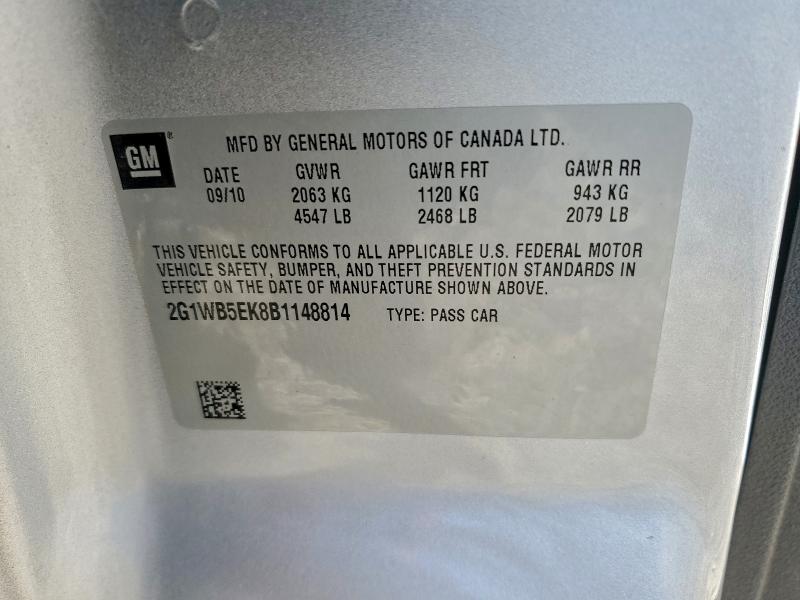 GM®
MFD BY GENERAL MOTORS OF CANADA LTD.
DATE GVWR GAWR FRT GAWR RR
09/10 2063 KG 1120 KG 943 KG
4547 LB 2468 LB 2079 LB
THIS VEHICLE CONFORMS TO ALL APPLICABLE U.S. FEDERAL MOTOR
VEHICLE SAFETY, BUMPER, AND THEFT PREVENTION STANDARDS IN
EFFECT ON THE DATE OF MANUFACTURE SHOWN ABOVE.
2G1WB5EK8B1148814 TYPE: PASS CAR